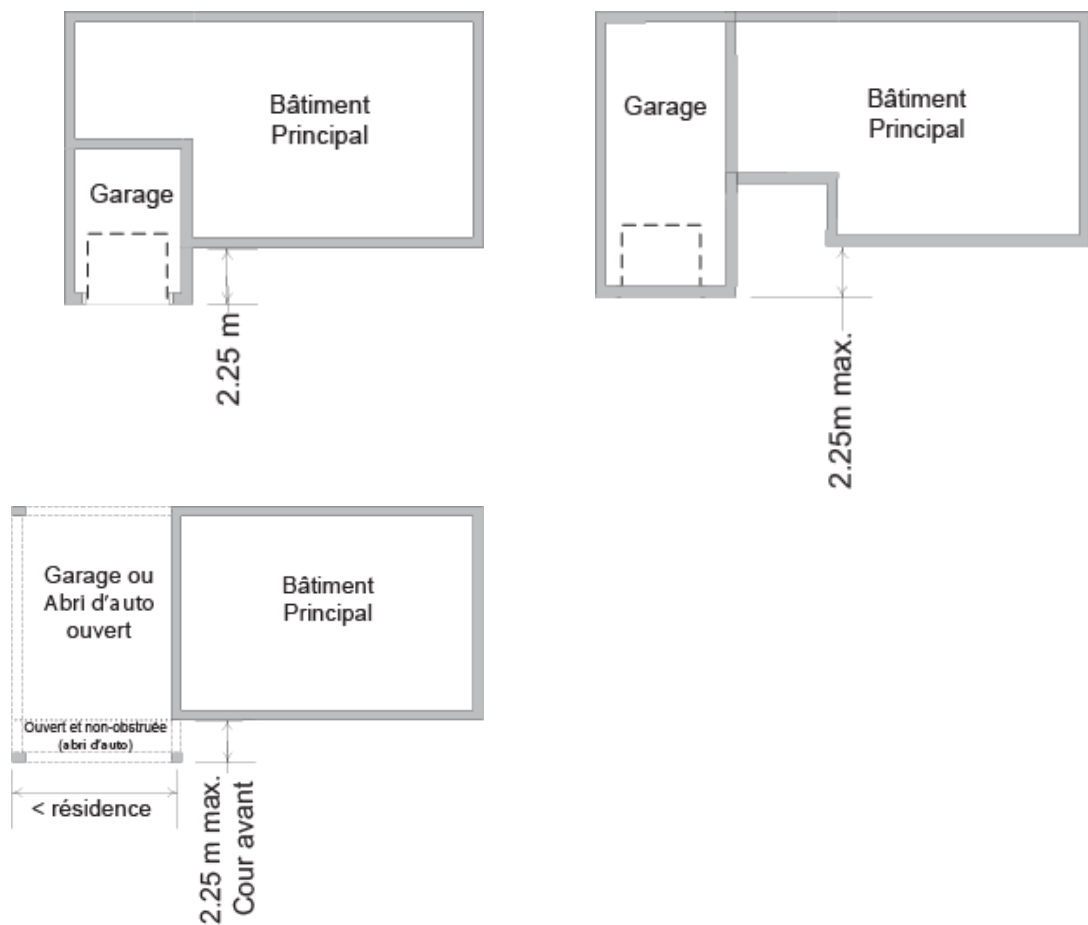 Bâtiment
Principal
Garage
2.25 m
Garage
Bâtiment
Principal
2.25m max.
Garage ou
Abri d'auto
ouvert
Bâtiment
Principal
Ouvert et non-obstruée
(abri d'auto)
< résidence
2.25 m max.
Cour avant